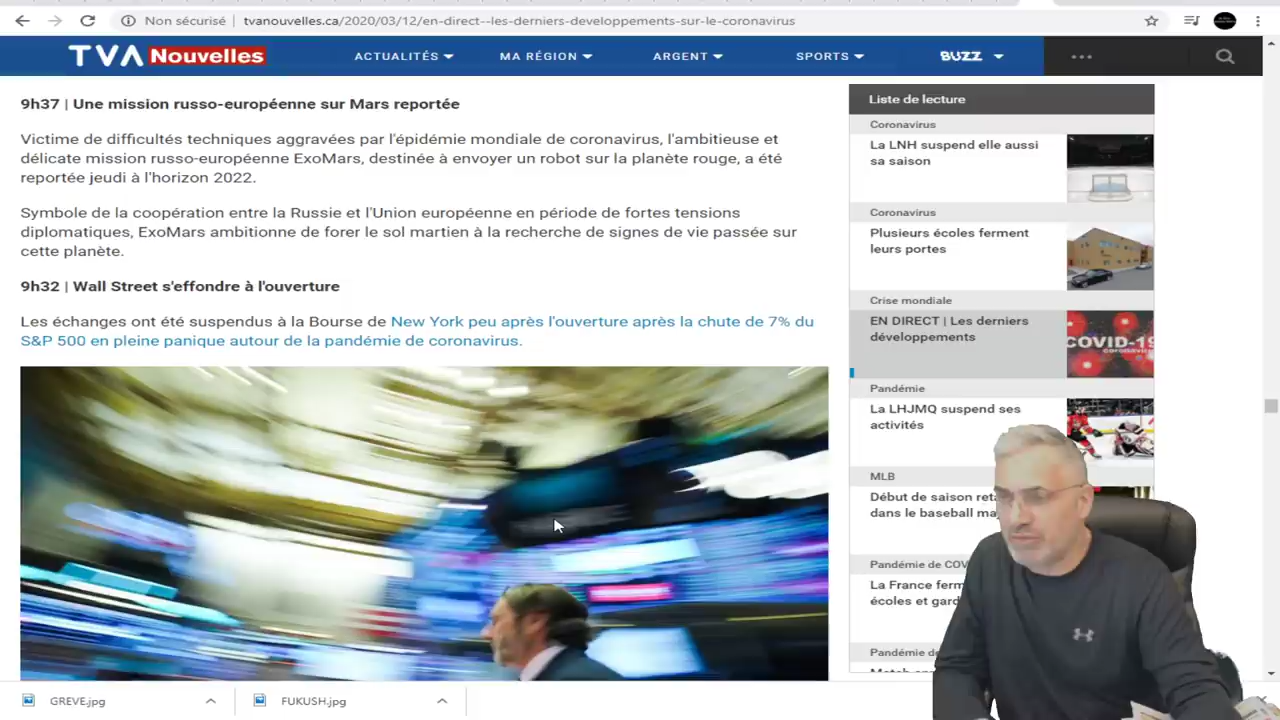 Non sécurisé | tvanouvelles.ca/2020/03/12/en-direct--les-derniers-developpements-sur-le-coronavirus
TVA Nouvelles
ACTUALITÉS
MA RÉGION
ARGENT
SPORTS
BUZZ
9h37 | Une mission russo-européenne sur Mars reportée
Victime de difficultés techniques aggravées par l'épidémie mondiale de coronavirus, l'ambitieuse et
délicate mission russo-européenne ExoMars, destinée à envoyer un robot sur la planète rouge, a été
reportée jeudi à l'horizon 2022.
Symbole de la coopération entre la Russie et l'Union européenne en période de fortes tensions
diplomatiques, ExoMars ambitionne de forer le sol martien à la recherche de signes de vie passée sur
cette planète.
9h32 | Wall Street s'effondre à l'ouverture
Les échanges ont été suspendus à la Bourse de New York peu après l'ouverture après la chute de 7% du
S&P 500 en pleine panique autour de la pandémie de coronavirus.
Liste de lecture
Coronavirus
La LNH suspend elle aussi
sa saison
Coronavirus
Plusieurs écoles ferment
leurs portes
Crise mondiale
EN DIRECT | Les derniers
développements
COVID-19
Pandémie
La LHJMQ suspend ses
activités
MLB
Début de saison
dans le baseball
Pandémie de
La France
écoles et
Pandémie
GREVE.jpg
FUKUSH.jpg